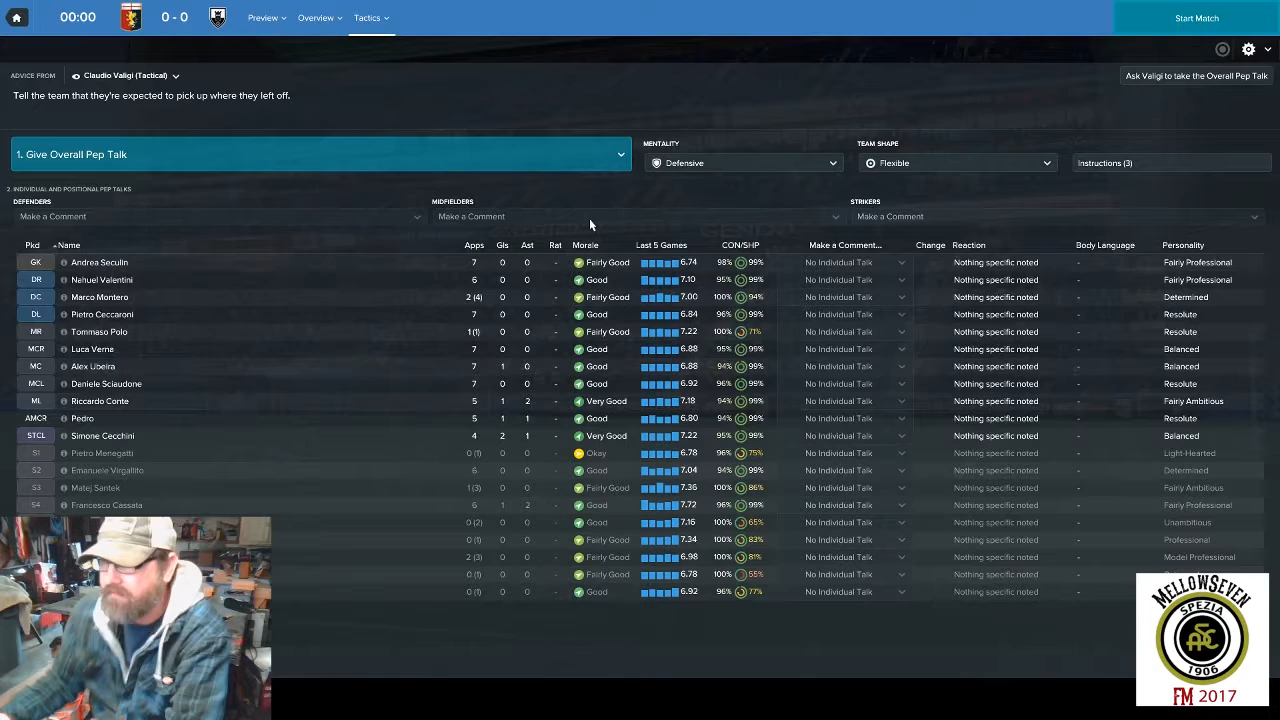 00:00 0 - 0 Preview Overview Tactics Start Match
ADVICE FROM Claudio Valigi (Tactical) Ask Valigi to take the Overall Pep Talk
Tell the team that they're expected to pick up where they left off.
1. Give Overall Pep Talk
MENTALITY
Defensive
TEAM SHAPE
Flexible
Instructions (3)
2. INDIVIDUAL AND POSITIONAL PEP TALKS
DEFENDERS MIDFIELDERS STRIKERS
Make a Comment Make a Comment Make a Comment
Pkd Name Apps Gls Ast Rat Morale Last 5 Games CON/SHP Make a Comment... Change Reaction Body Language Personality
GK Andrea Seculin 7 0 0 - Fairly Good 6.74 98% 99% No Individual Talk Nothing specific noted - Fairly Professional
DR Nahuel Valentini 6 0 0 - Good 7.10 95% 99% No Individual Talk Nothing specific noted - Fairly Professional
DC Marco Montero 2 (4) 0 0 - Fairly Good 7.00 100% 94% No Individual Talk Nothing specific noted - Determined
DL Pietro Ceccaroni 7 0 0 - Good 6.84 96% 99% No Individual Talk Nothing specific noted - Resolute
MR Tommaso Polo 1 (1) 0 0 - Fairly Good 7.22 100% 71% No Individual Talk Nothing specific noted - Resolute
MCR Luca Verna 7 0 0 - Good 6.88 95% 99% No Individual Talk Nothing specific noted - Balanced
MC Alex Ubeira 7 1 0 - Good 6.88 94% 99% No Individual Talk Nothing specific noted - Balanced
MCL Daniele Sciaudone 7 0 0 - Good 6.92 96% 99% No Individual Talk Nothing specific noted - Resolute
ML Riccardo Conte 5 1 2 - Very Good 7.18 94% 99% No Individual Talk Nothing specific noted - Fairly Ambitious
AMCR Pedro 5 1 1 - Good 6.80 94% 99% No Individual Talk Nothing specific noted - Resolute
STCL Simone Cecchini 4 2 1 - Very Good 7.22 95% 99% No Individual Talk Nothing specific noted - Balanced
S1 Pietro Menegatti 0 (1) 0 0 - Okay 6.78 96% 75% No Individual Talk Nothing specific noted - Light-Hearted
S2 Emanuele Virgallito 6 0 0 - Good 7.04 94% 99% No Individual Talk Nothing specific noted - Determined
S3 Matej Santek 1 (3) 0 0 - Fairly Good 7.36 100% 86% No Individual Talk Nothing specific noted - Fairly Ambitious
S4 Francesco Cassata 6 1 2 - Good 7.72 96% 99% No Individual Talk Nothing specific noted - Fairly Professional
0 (2) 0 0 - Good 7.16 100% 65% No Individual Talk Nothing specific noted - Unambitious
0 (1) 0 0 - Fairly Good 7.34 100% 83% No Individual Talk Nothing specific noted - Professional
2 (3) 0 0 - Fairly Good 6.98 100% 81% No Individual Talk Nothing specific noted - Model Professional
0 (1) 0 0 - Fairly Good 6.78 100% 55% No Individual Talk Nothing specific noted -
0 (1) 0 0 - Good 6.92 96% 77% No Individual Talk Nothing specific noted -
MELLOWSEVEN
SPEZIA
ASC
1906
FM 2017